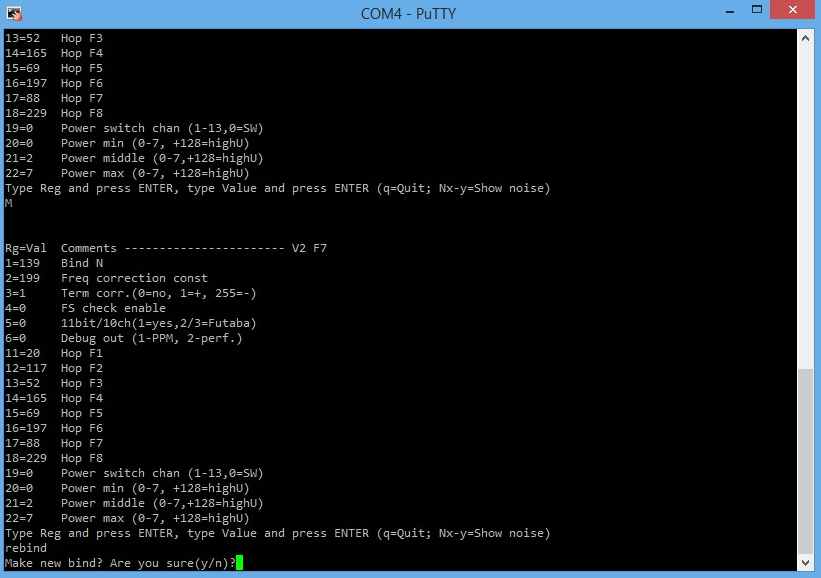 COM4 - PuTTY
13=52   Hop F3
14=165  Hop F4
15=69   Hop F5
16=197  Hop F6
17=88   Hop F7
18=229  Hop F8
19=0    Power switch chan (1-13,0=SW)
20=0    Power min (0-7, +128=highU)
21=2    Power middle (0-7,+128=highU)
22=7    Power max (0-7, +128=highU)
Type Reg and press ENTER, type Value and press ENTER (q=Quit; Nx-y=Show noise)
M
Rg=Val  Comments ----------------------- V2 F7
1=139   Bind N
2=199   Freq correction const
3=1     Term corr.(0=no, 1=+, 255=-)
4=0     FS check enable
5=0     11bit/10ch(1=yes,2/3=Futaba)
6=0     Debug out (1-PPM, 2-perf.)
11=20   Hop F1
12=117  Hop F2
13=52   Hop F3
14=165  Hop F4
15=69   Hop F5
16=197  Hop F6
17=88   Hop F7
18=229  Hop F8
19=0    Power switch chan (1-13,0=SW)
20=0    Power min (0-7, +128=highU)
21=2    Power middle (0-7,+128=highU)
22=7    Power max (0-7, +128=highU)
Type Reg and press ENTER, type Value and press ENTER (q=Quit; Nx-y=Show noise)
rebind
Make new bind? Are you sure(y/n)?